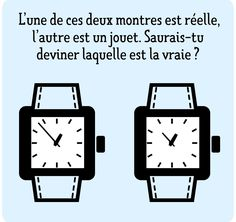 L'une de ces deux montres est réelle,
l'autre est un jouet. Saurais-tu
deviner laquelle est la vraie ?